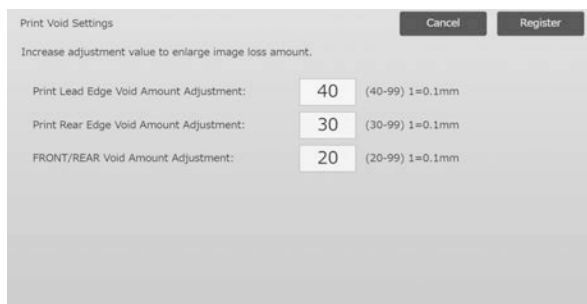 Print Void Settings Cancel Register
Increase adjustment value to enlarge image loss amount.
Print Lead Edge Void Amount Adjustment: 40 (40-99) 1=0.1mm
Print Rear Edge Void Amount Adjustment: 30 (30-99) 1=0.1mm
FRONT/REAR Void Amount Adjustment: 20 (20-99) 1=0.1mm